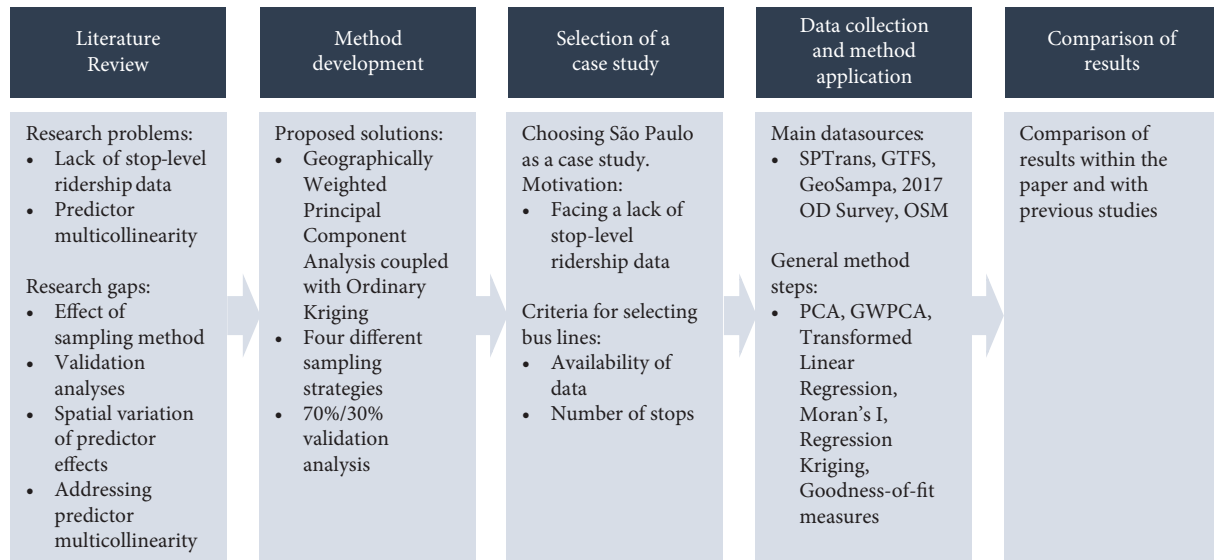 Literature
Review
Method
development
Selection of a
case study
Data collection
and method
application
Comparison of
results
Research problems:
• Lack of stop-level
ridership data
• Predictor
multicollinearity
Research gaps:
• Effect of
sampling method
• Validation
analyses
• Spatial variation
of predictor
effects
• Addressing
predictor
multicollinearity
Proposed solutions:
• Geographically
Weighted
Principal
Component
Analysis coupled
with Ordinary
Kriging
• Four different
sampling
strategies
• 70%/30%
validation
analysis
Choosing São Paulo
as a case study.
Motivation:
• Facing a lack of
stop-level
ridership data
Criteria for selecting
bus lines:
• Availability of
data
• Number of stops
Main datasources:
• SPTrans, GTFS,
GeoSampa, 2017
OD Survey, OSM
General method
steps:
• PCA, GWPCA,
Transformed
Linear
Regression,
Moran's I,
Regression
Kriging,
Goodness-of-fit
measures
Comparison of
results within the
paper and with
previous studies